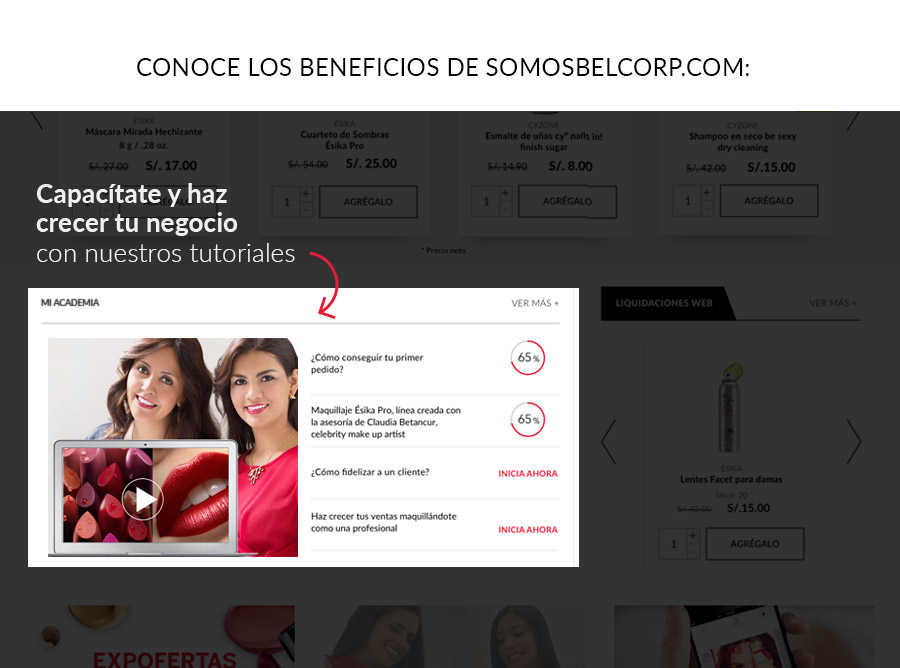 CONOCE LOS BENEFICIOS DE SOMOSBELCORP.COM:
ÉSIKA
Máscara Mirada Hechizante
8 g / .28 oz.
S/. 27.00 S/. 17.00
AGRÉGALO
ÉSIKA
Cuarteto de Sombras
Ésika Pro
S/. 54.00 S/. 25.00
1 + - AGRÉGALO
CYZONE
Esmalte de uñas cy° nails in!
finish sugar
S/. 14.90 S/. 8.00
1 + - AGRÉGALO
CYZONE
Shampoo en seco be sexy
dry cleaning
S/. 42.00 S/.15.00
1 + - AGRÉGALO
Capacítate y haz
crecer tu negocio
con nuestros tutoriales
* Precio neto.
MI ACADEMIA VER MÁS +
¿Cómo conseguir tu primer
pedido?
65%
Maquillaje Ésika Pro, línea creada con
la asesoría de Claudia Betancur,
celebrity make up artist
65%
¿Cómo fidelizar a un cliente? INICIA AHORA
Haz crecer tus ventas maquillándote
como una profesional
INICIA AHORA
LIQUIDACIONES WEB VER MÁS +
ÉSIKA
Lentes Facet para damas
Stock: 20
S/. 42.00 S/.15.00
1 + - AGRÉGALO
EXPOFERTAS